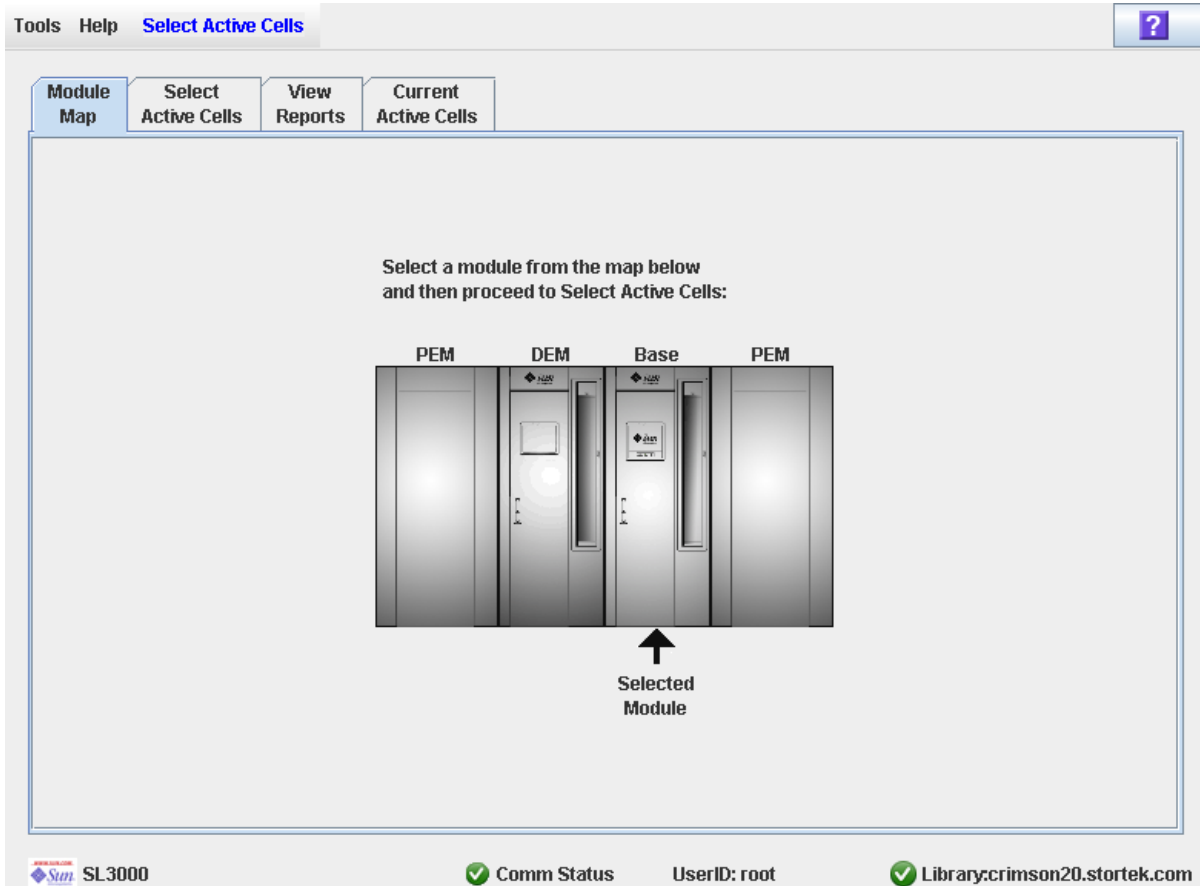 Tools Help Select Active Cells ?
Module Map
Select Active Cells
View Reports
Current Active Cells
Select a module from the map below
and then proceed to Select Active Cells:
PEM DEM Base PEM
Sun
Selected
Module
Sun SL3000 Comm Status UserID: root Library:crimson20.stortek.com